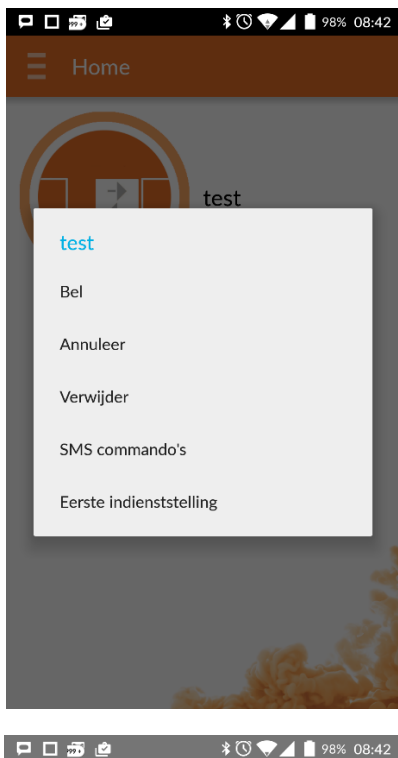 98% 08:42
Home
test
test
Bel
Annuleer
Verwijder
SMS commando's
Eerste indienststelling
98% 08:42